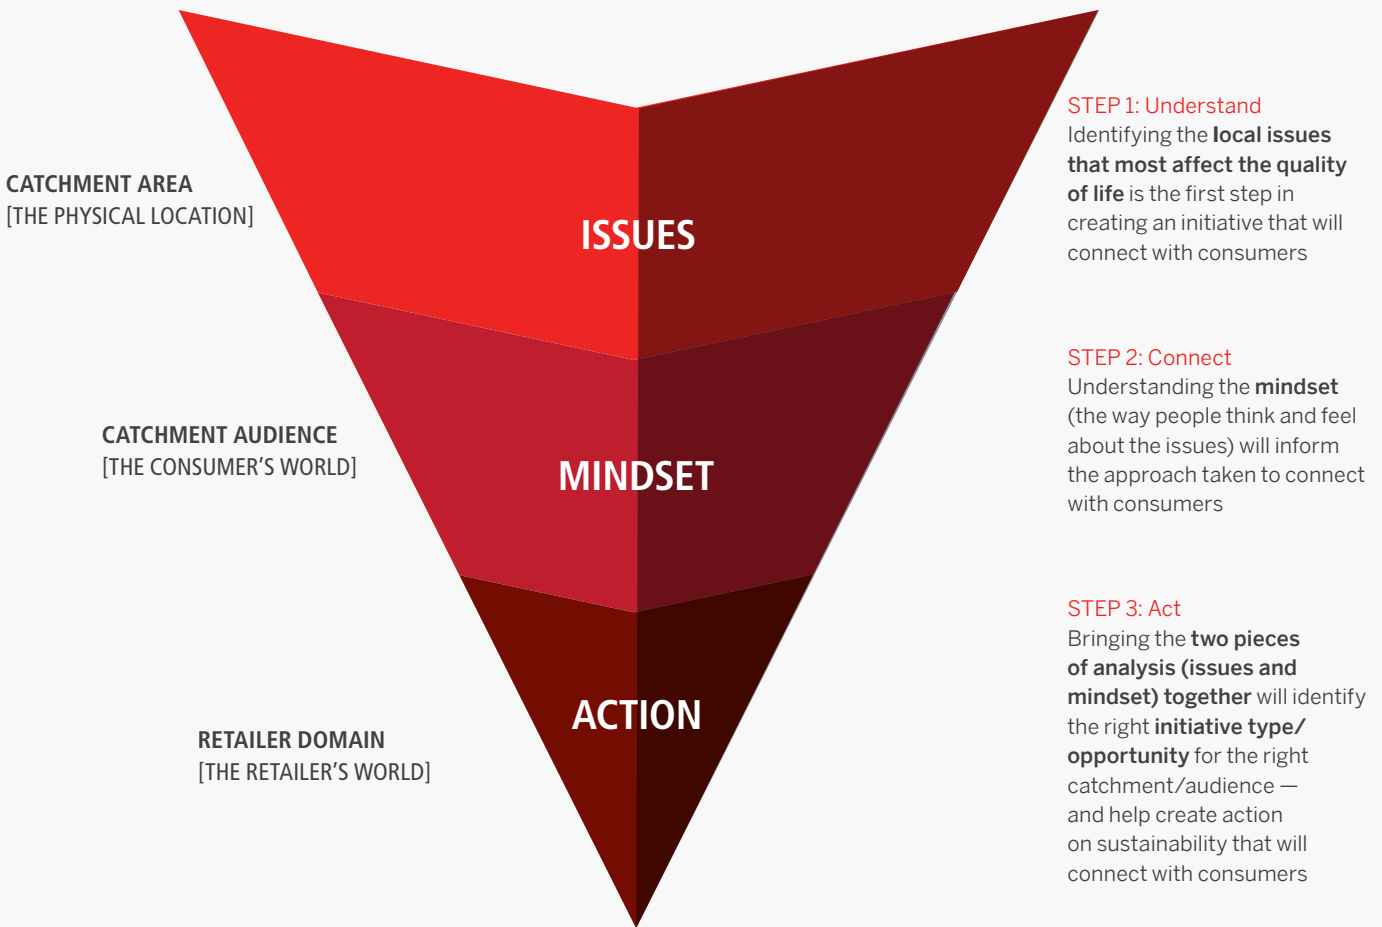 CATCHMENT AREA
[THE PHYSICAL LOCATION]
ISSUES
STEP 1: Understand
Identifying the local issues
that most affect the quality
of life is the first step in
creating an initiative that will
connect with consumers
CATCHMENT AUDIENCE
[THE CONSUMER’S WORLD]
MINDSET
STEP 2: Connect
Understanding the mindset
(the way people think and feel
about the issues) will inform
the approach taken to connect
with consumers
RETAILER DOMAIN
[THE RETAILER’S WORLD]
ACTION
STEP 3: Act
Bringing the two pieces
of analysis (issues and
mindset) together will identify
the right initiative type/
opportunity for the right
catchment/audience —
and help create action
on sustainability that will
connect with consumers